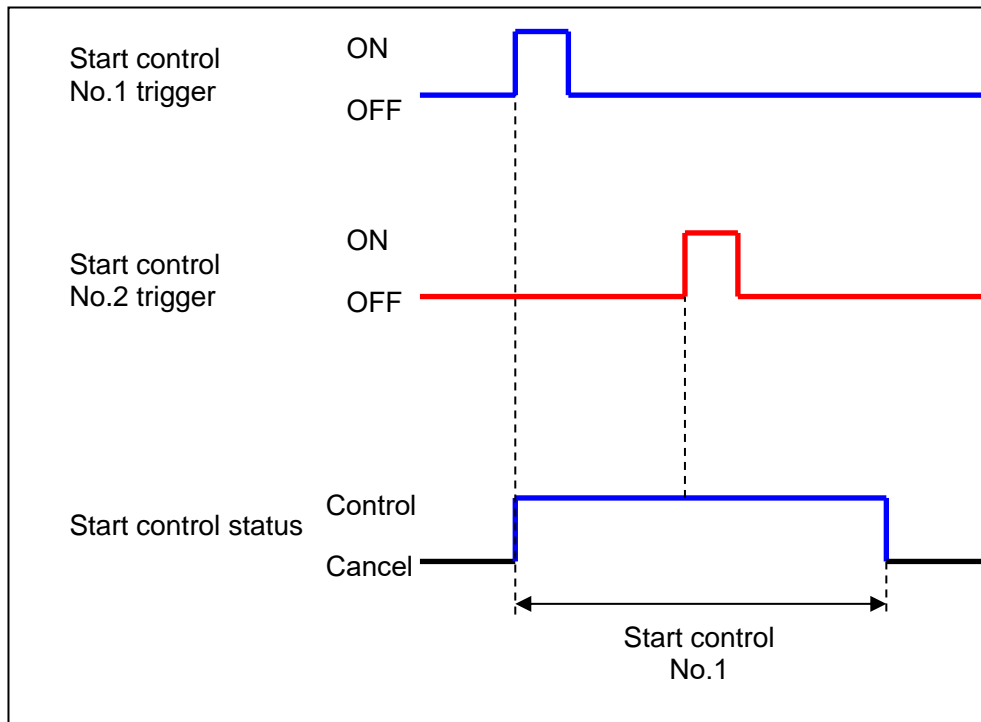 Start control
No.1 trigger
ON
OFF
Start control
No.2 trigger
ON
OFF
Start control status
Control
Cancel
Start control
No.1